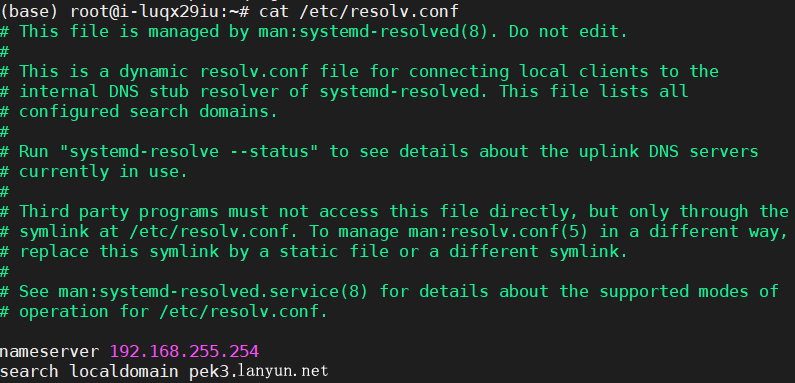 (base) root@i-luqx29iu:~# cat /etc/resolv.conf
# This file is managed by man:systemd-resolved(8). Do not edit.
#
# This is a dynamic resolv.conf file for connecting local clients to the
# internal DNS stub resolver of systemd-resolved. This file lists all
# configured search domains.
#
# Run "systemd-resolve --status" to see details about the uplink DNS servers
# currently in use.
#
# Third party programs must not access this file directly, but only through the
# symlink at /etc/resolv.conf. To manage man:resolv.conf(5) in a different way,
# replace this symlink by a static file or a different symlink.
#
# See man:systemd-resolved.service(8) for details about the supported modes of
# operation for /etc/resolv.conf.
nameserver 192.168.255.254
search localdomain pek3.lanyun.net